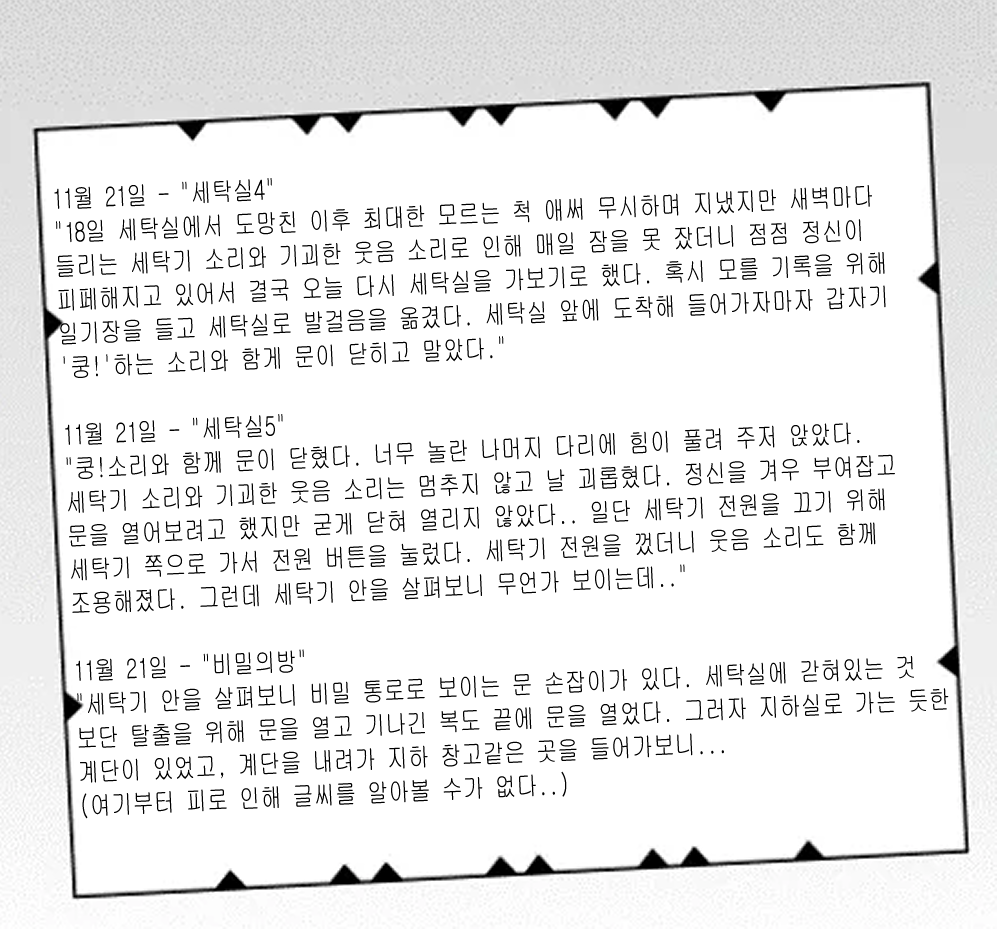 11월 21일 - "세탁실4"
"18일 세탁실에서 도망친 이후 최대한 모르는 척 애써 무시하며 지냈지만 새벽마다
들리는 세탁기 소리와 기괴한 웃음 소리로 인해 매일 잠을 못 잤더니 점점 정신이
피폐해지고 있어서 결국 오늘 다시 세탁실을 가보기로 했다. 혹시 모를 기록을 위해
일기장을 들고 세탁실로 발걸음을 옮겼다. 세탁실 앞에 도착해 들어가자마자 갑자기
'쿵!'하는 소리와 함게 문이 닫히고 말았다."
11월 21일 - "세탁실5"
"쿵!소리와 함께 문이 닫혔다. 너무 놀란 나머지 다리에 힘이 풀려 주저 앉았다.
세탁기 소리와 기괴한 웃음 소리는 멈추지 않고 날 괴롭혔다. 정신을 겨우 부여잡고
문을 열어보려고 했지만 굳게 닫혀 열리지 않았다.. 일단 세탁기 전원을 끄기 위해
세탁기 쪽으로 가서 전원 버튼을 눌렀다. 세탁기 전원을 껐더니 웃음 소리도 함께
조용해졌다. 그런데 세탁기 안을 살펴보니 무언가 보이는데.."
11월 21일 - "비밀의방"
"세탁기 안을 살펴보니 비밀 통로로 보이는 문 손잡이가 있다. 세탁실에 갇혀있는 것
보단 탈출을 위해 문을 열고 기나긴 복도 끝에 문을 열었다. 그러자 지하실로 가는 듯한
계단이 있었고, 계단을 내려가 지하 창고같은 곳을 들어가보니...
(여기부터 피로 인해 글씨를 알아볼 수가 없다..)